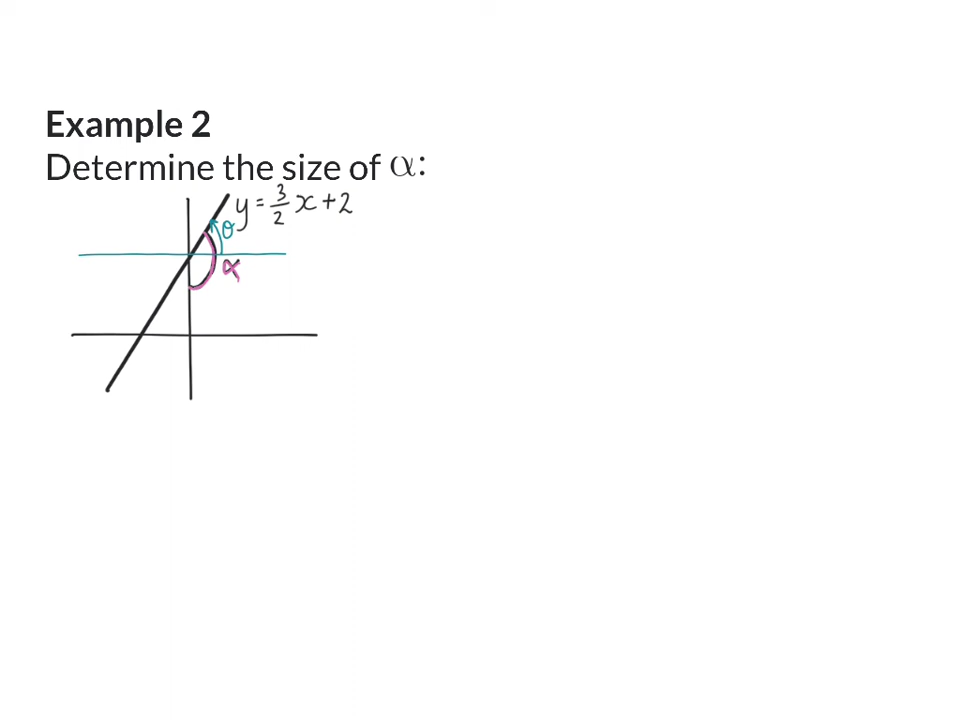 Example 2
Determine the size of α:
y = 3/2 x + 2
θ
α